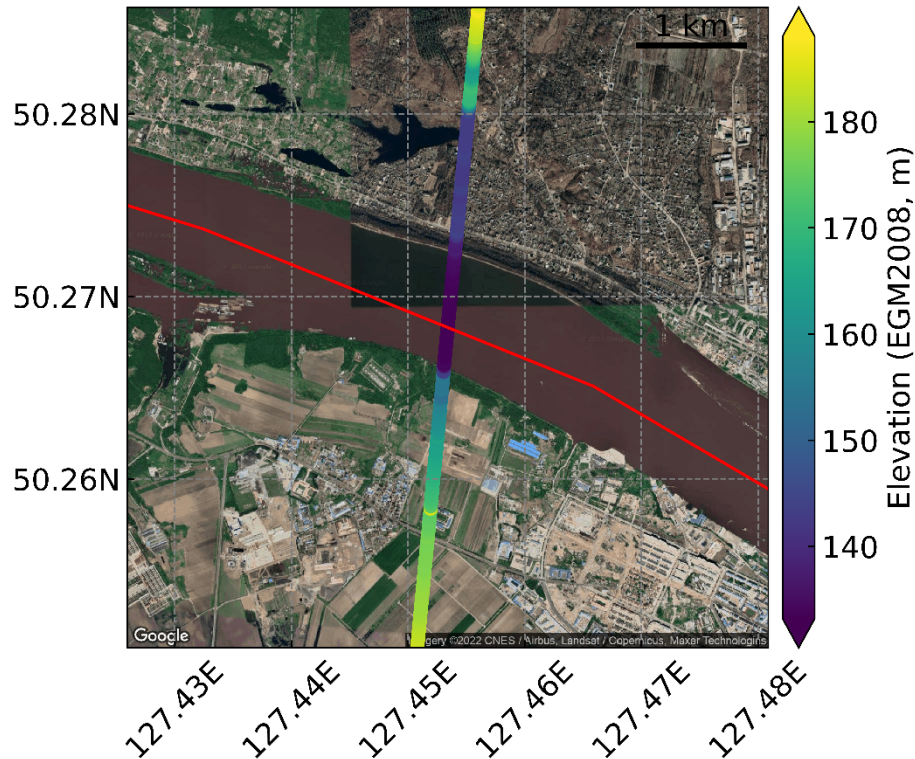 1 km
50.28N
50.27N
50.26N
180
170
160
150
140
Elevation (EGM2008, m)
Google
Imagery ©2022 CNES / Airbus, Landsat / Copernicus, Maxar Technologies
127.43E
127.44E
127.45E
127.46E
127.47E
127.48E